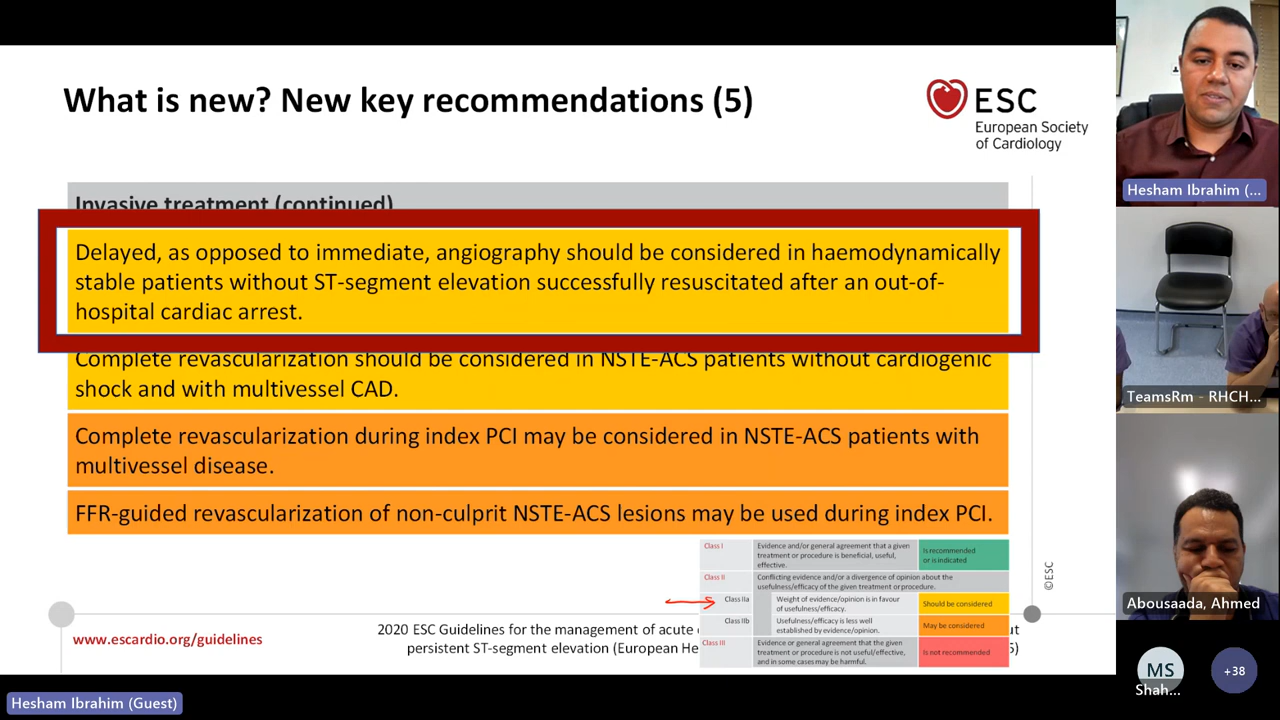 What is new? New key recommendations (5)
ESC
European Society
of Cardiology
Invasive treatment (continued)
Delayed, as opposed to immediate, angiography should be considered in haemodynamically
stable patients without ST-segment elevation successfully resuscitated after an out-of-
hospital cardiac arrest.
Complete revascularization should be considered in NSTE-ACS patients without cardiogenic
shock and with multivessel CAD.
Complete revascularization during index PCI may be considered in NSTE-ACS patients with
multivessel disease.
FFR-guided revascularization of non-culprit NSTE-ACS lesions may be used during index PCI.
Class I
Evidence and/or general agreement that a given
treatment or procedure is beneficial, useful,
effective.
Is recommended
or is indicated
Class II
Conflicting evidence and/or a divergence of opinion about the
usefulness/efficacy of the given treatment or procedure.
Class IIa
Weight of evidence/opinion is in favour
of usefulness/efficacy.
Should be considered
Class IIb
Usefulness/efficacy is less well
established by evidence/opinion.
May be considered
Class III
Evidence or general agreement that the given
treatment or procedure is not useful/effective,
and in some cases may be harmful.
Is not recommended
©ESC
www.escardio.org/guidelines
2020 ESC Guidelines for the management of acute
persistent ST-segment elevation (European He
5)
Hesham Ibrahim (Guest)
Hesham Ibrahim (...
TeamsRm - RHCH...
Abousaada, Ahmed
MS
Shah...
+38